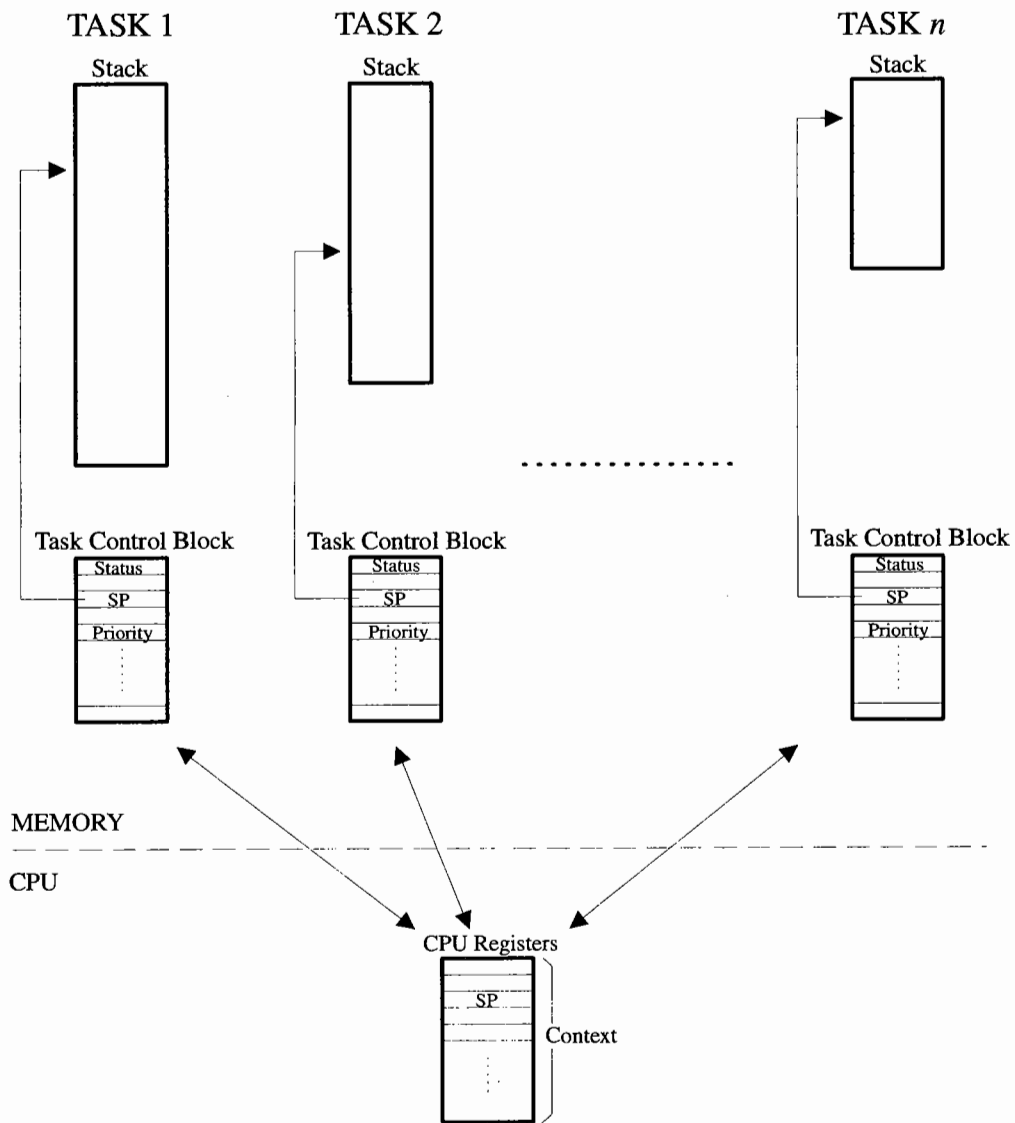 TASK 1
TASK 2
TASK n
Stack
Stack
Stack
Task Control Block
Task Control Block
Task Control Block
Status
Status
Status
SP
SP
SP
Priority
Priority
Priority
MEMORY
CPU
CPU Registers
SP
Context